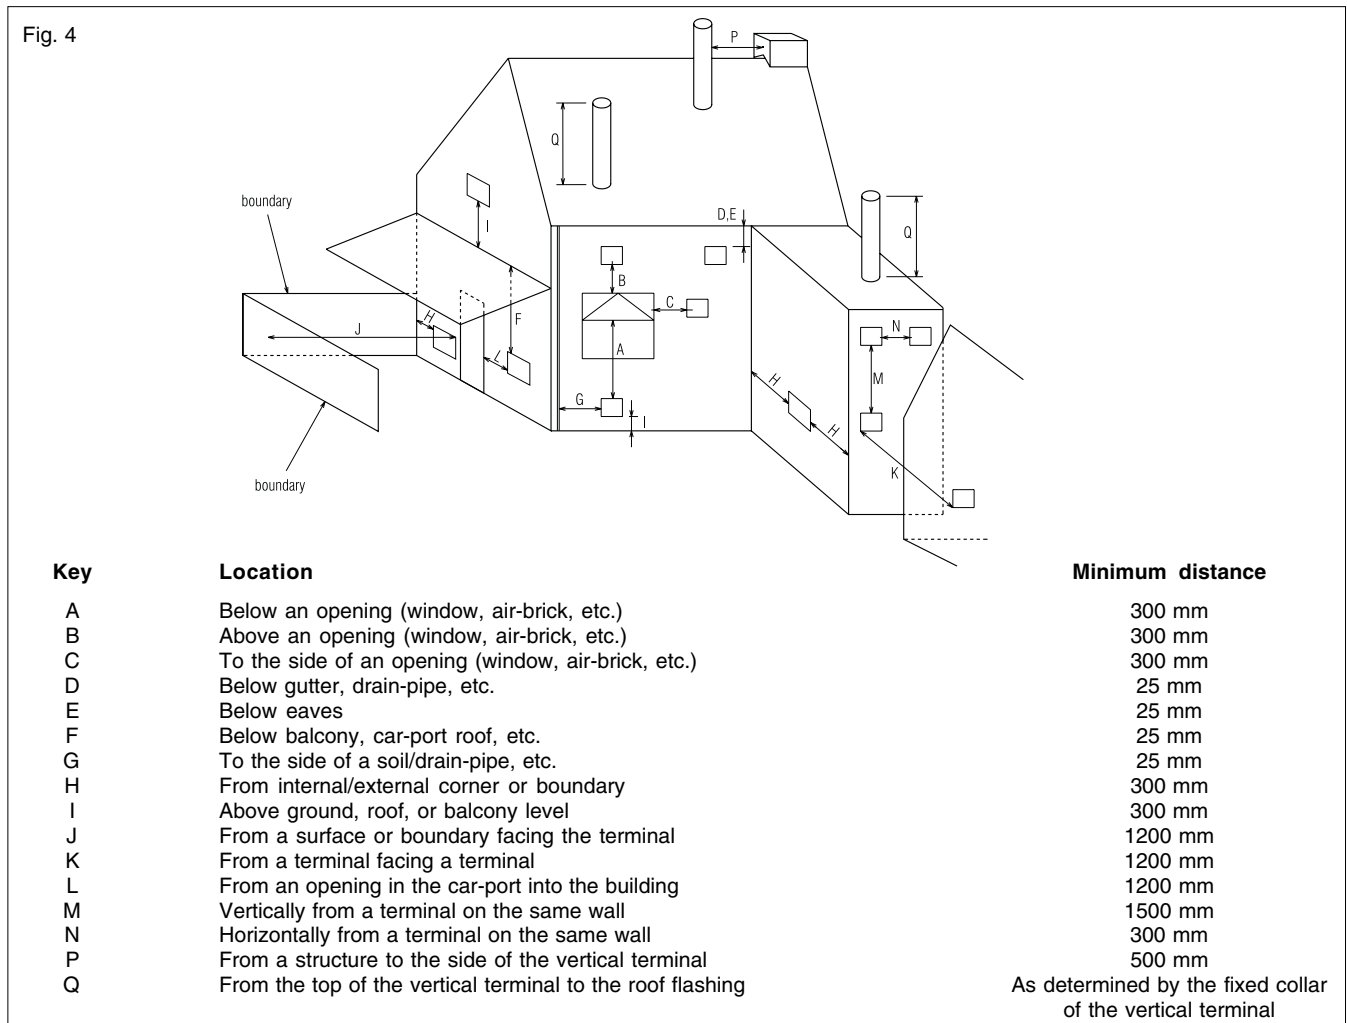 Fig. 4
P
Q
boundary
I
D,E
Q
B
C
H
J
F
N
L
A
M
H
G
I
H
K
boundary
Key Location Minimum distance
A Below an opening (window, air-brick, etc.) 300 mm
B Above an opening (window, air-brick, etc.) 300 mm
C To the side of an opening (window, air-brick, etc.) 300 mm
D Below gutter, drain-pipe, etc. 25 mm
E Below eaves 25 mm
F Below balcony, car-port roof, etc. 25 mm
G To the side of a soil/drain-pipe, etc. 25 mm
H From internal/external corner or boundary 300 mm
I Above ground, roof, or balcony level 300 mm
J From a surface or boundary facing the terminal 1200 mm
K From a terminal facing a terminal 1200 mm
L From an opening in the car-port into the building 1200 mm
M Vertically from a terminal on the same wall 1500 mm
N Horizontally from a terminal on the same wall 300 mm
P From a structure to the side of the vertical terminal 500 mm
Q From the top of the vertical terminal to the roof flashing As determined by the fixed collar
of the vertical terminal